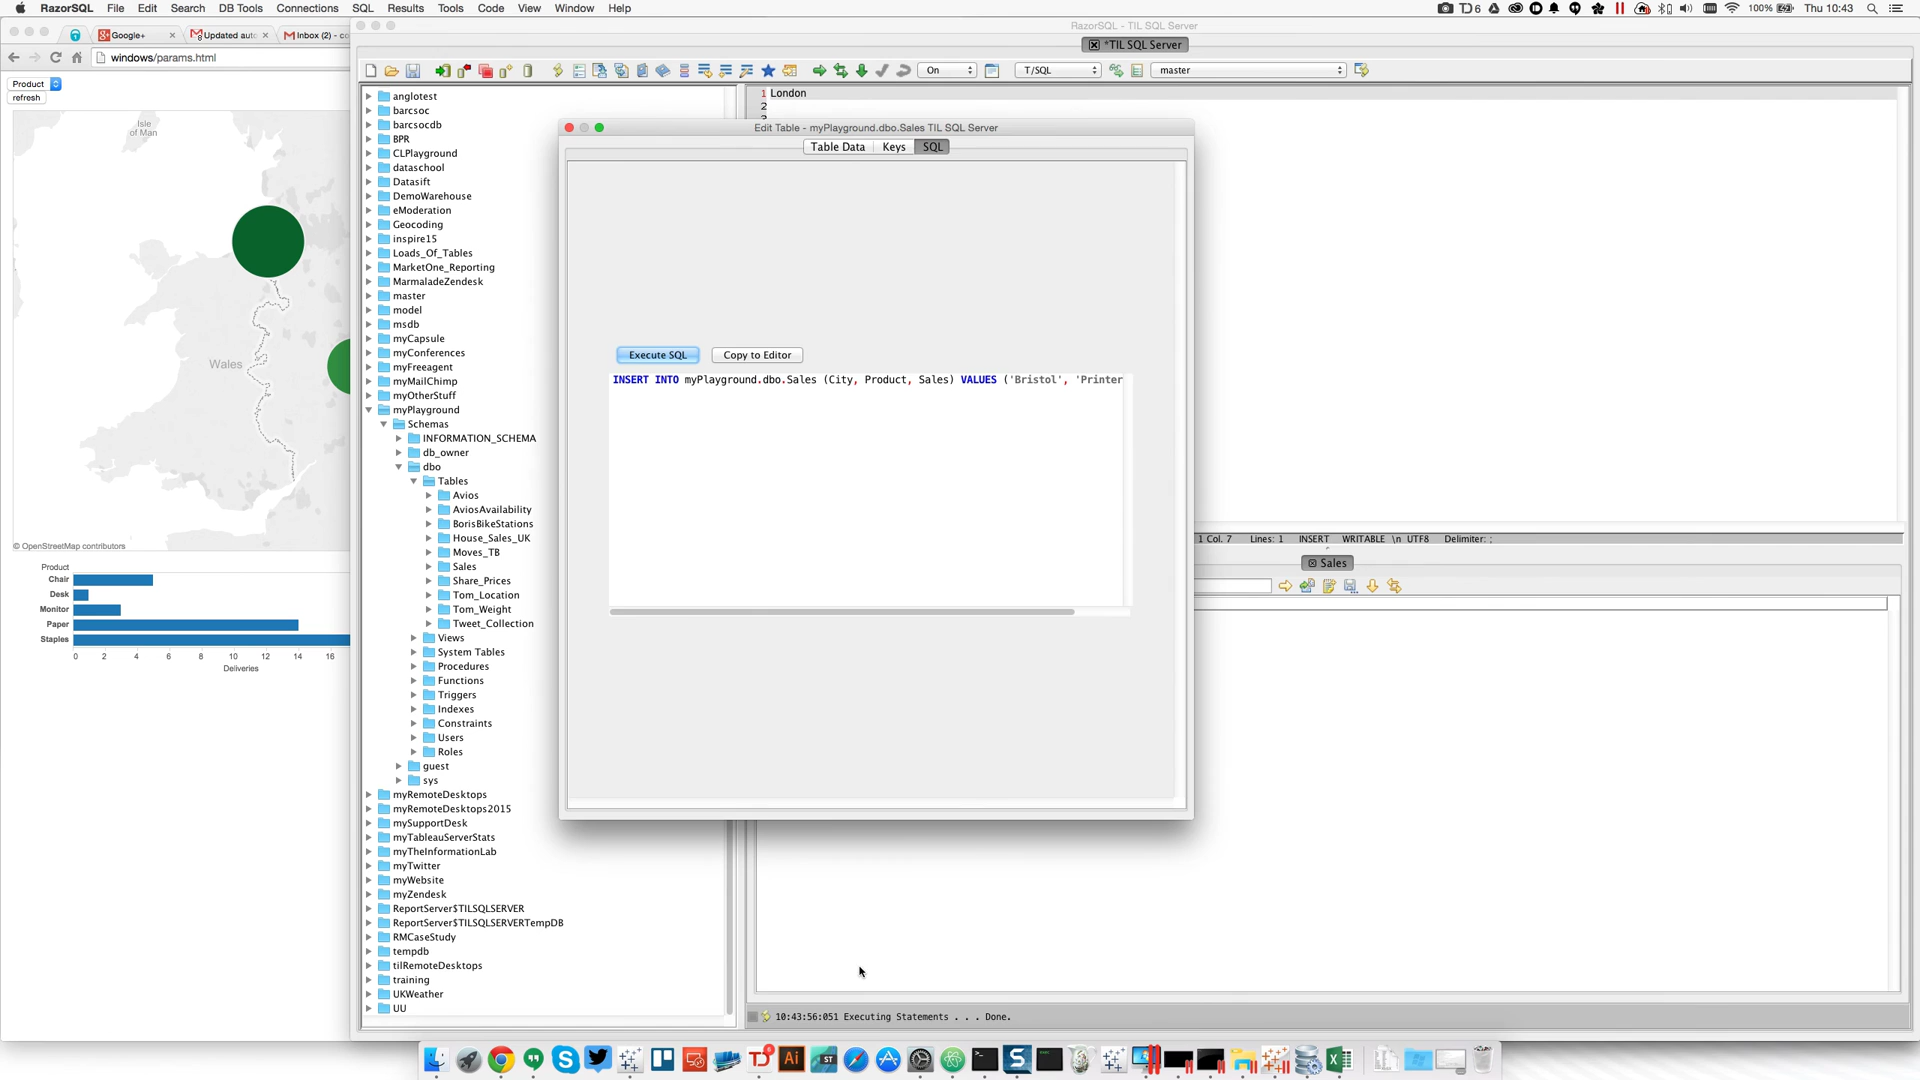 RazorSQL File Edit Search DB Tools Connections SQL Results Tools Code View Window Help
6 100% Thu 10:43
Google+ Updated auto Inbox (2) - co
windows/params.html
Product
refresh
Isle
of Man
Wales
© OpenStreetMap contributors
Product
Chair
Desk
Monitor
Paper
Staples
0 2 4 6 8 10 12 14 16
Deliveries
RazorSQL - TIL SQL Server
*TIL SQL Server
On T/SQL master
anglotest
barcsoc
barcsocdb
BPR
CLPlayground
dataschool
Datasift
DemoWarehouse
eModeration
Geocoding
inspire15
Loads_Of_Tables
MarketOne_Reporting
MarmaladeZendesk
master
model
msdb
myCapsule
myConferences
myFreeagent
myMailChimp
myOtherStuff
myPlayground
Schemas
INFORMATION_SCHEMA
db_owner
dbo
Tables
Avios
AviosAvailability
BorisBikeStations
House_Sales_UK
Moves_TB
Sales
Share_Prices
Tom_Location
Tom_Weight
Tweet_Collection
Views
System Tables
Procedures
Functions
Triggers
Indexes
Constraints
Users
Roles
guest
sys
myRemoteDesktops
myRemoteDesktops2015
mySupportDesk
myTableauServerStats
myTheInformationLab
myTwitter
myWebsite
myZendesk
ReportServer$TILSQLSERVER
ReportServer$TILSQLSERVERTempDB
RMCaseStudy
tempdb
tilRemoteDesktops
training
UKWeather
UU
1 London
2
Edit Table - myPlayground.dbo.Sales TIL SQL Server
Table Data Keys SQL
Execute SQL Copy to Editor
INSERT INTO myPlayground.dbo.Sales (City, Product, Sales) VALUES ('Bristol', 'Printer
1 Col. 7 Lines: 1 INSERT WRITABLE \n UTF8 Delimiter: ;
Sales
10:43:56:051 Executing Statements . . . Done.
Ai ST